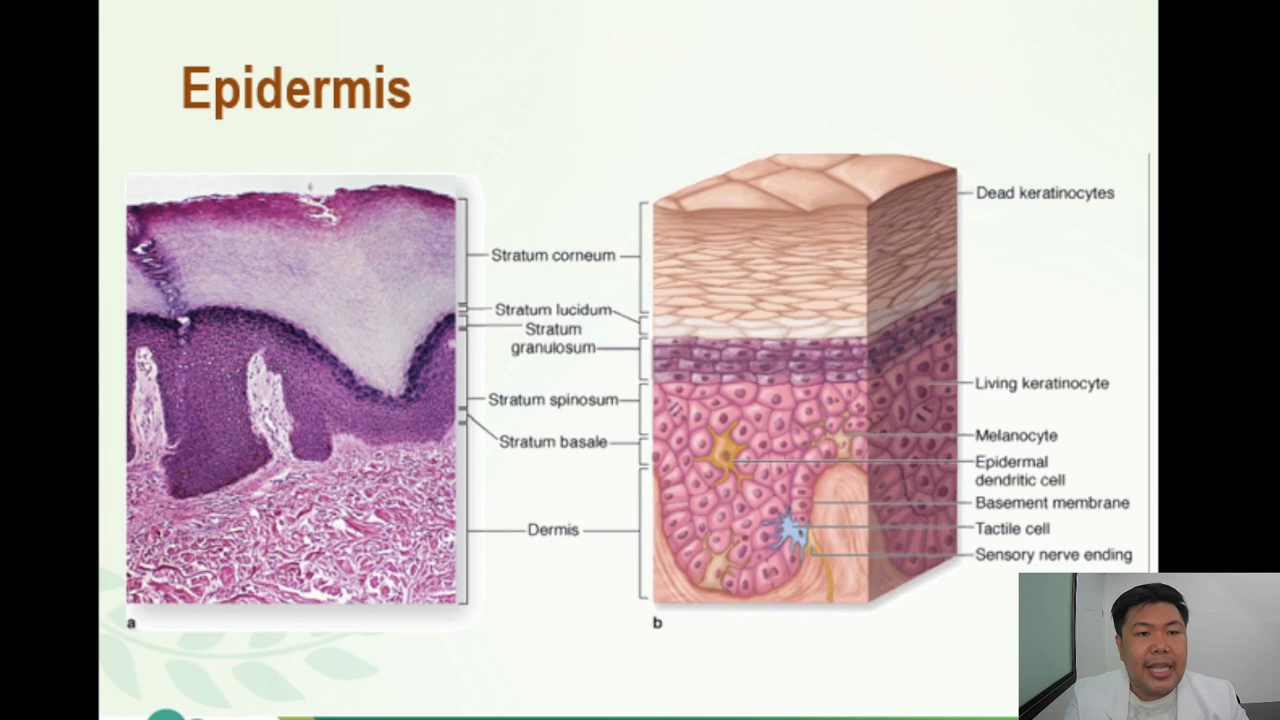 Epidermis
Stratum corneum
Stratum lucidum
Stratum
granulosum
Stratum spinosum
Stratum basale
Dermis
Dead keratinocytes
Living keratinocyte
Melanocyte
Epidermal
dendritic cell
Basement membrane
Tactile cell
Sensory nerve ending
a
b